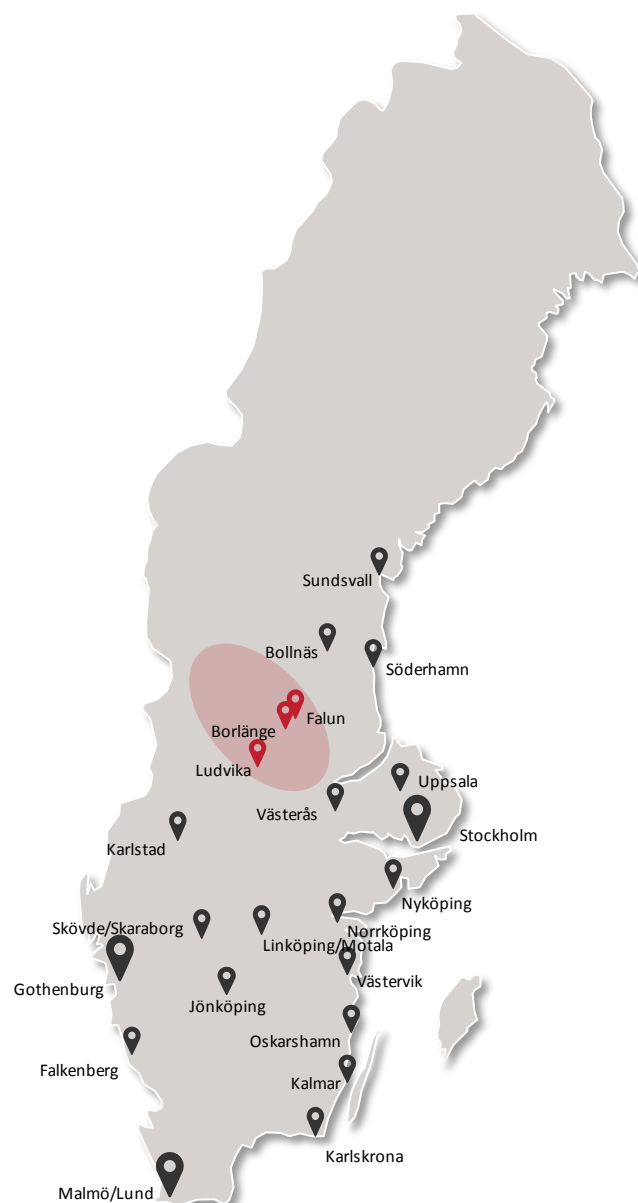 Sundsvall
Bollnäs
Söderhamn
Falun
Borlänge
Ludvika
Uppsala
Västerås
Stockholm
Karlstad
Nyköping
Skövde/Skaraborg
Norrköping
Linköping/Motala
Västervik
Gothenburg
Jönköping
Oskarshamn
Falkenberg
Kalmar
Karlskrona
Malmö/Lund